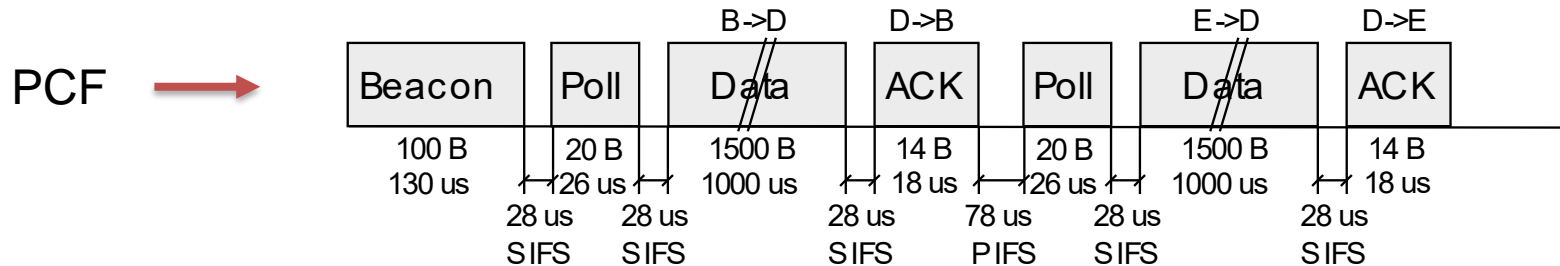 B->D D->B E->D D->E
PCF Beacon Poll Data ACK Poll Data ACK
100 B 20 B 1500 B 14 B 20 B 1500 B 14 B
130 us 26 us 1000 us 18 us 26 us 1000 us 18 us
28 us 28 us 28 us 78 us 28 us 28 us
SIFS SIFS SIFS PIFS SIFS SIFS